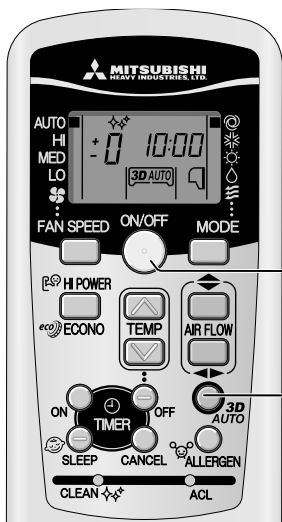 MITSUBISHI
HEAVY INDUSTRIES, LTD.
AUTO
HI
MED
LO
+
-
0 10:00
3D AUTO
FAN SPEED ON/OFF MODE
HI POWER
eco ECONO
TEMP
AIR FLOW
ON
OFF
TIMER
3D
AUTO
SLEEP CANCEL ALLERGEN
CLEAN ACL